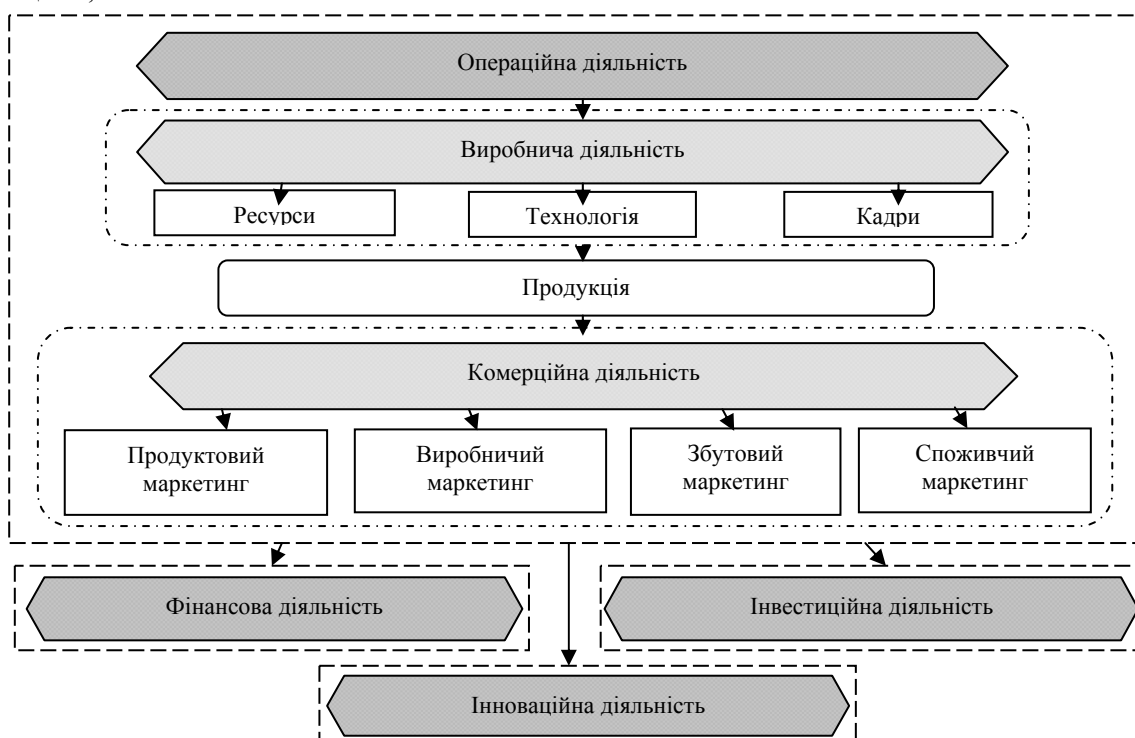 Операційна діяльність
Виробнича діяльність
Ресурси
Технологія
Кадри
Продукція
Комерційна діяльність
Продуктовий
маркетинг
Виробничий
маркетинг
Збутовий
маркетинг
Споживчий
маркетинг
Фінансова діяльність
Інвестиційна діяльність
Інноваційна діяльність